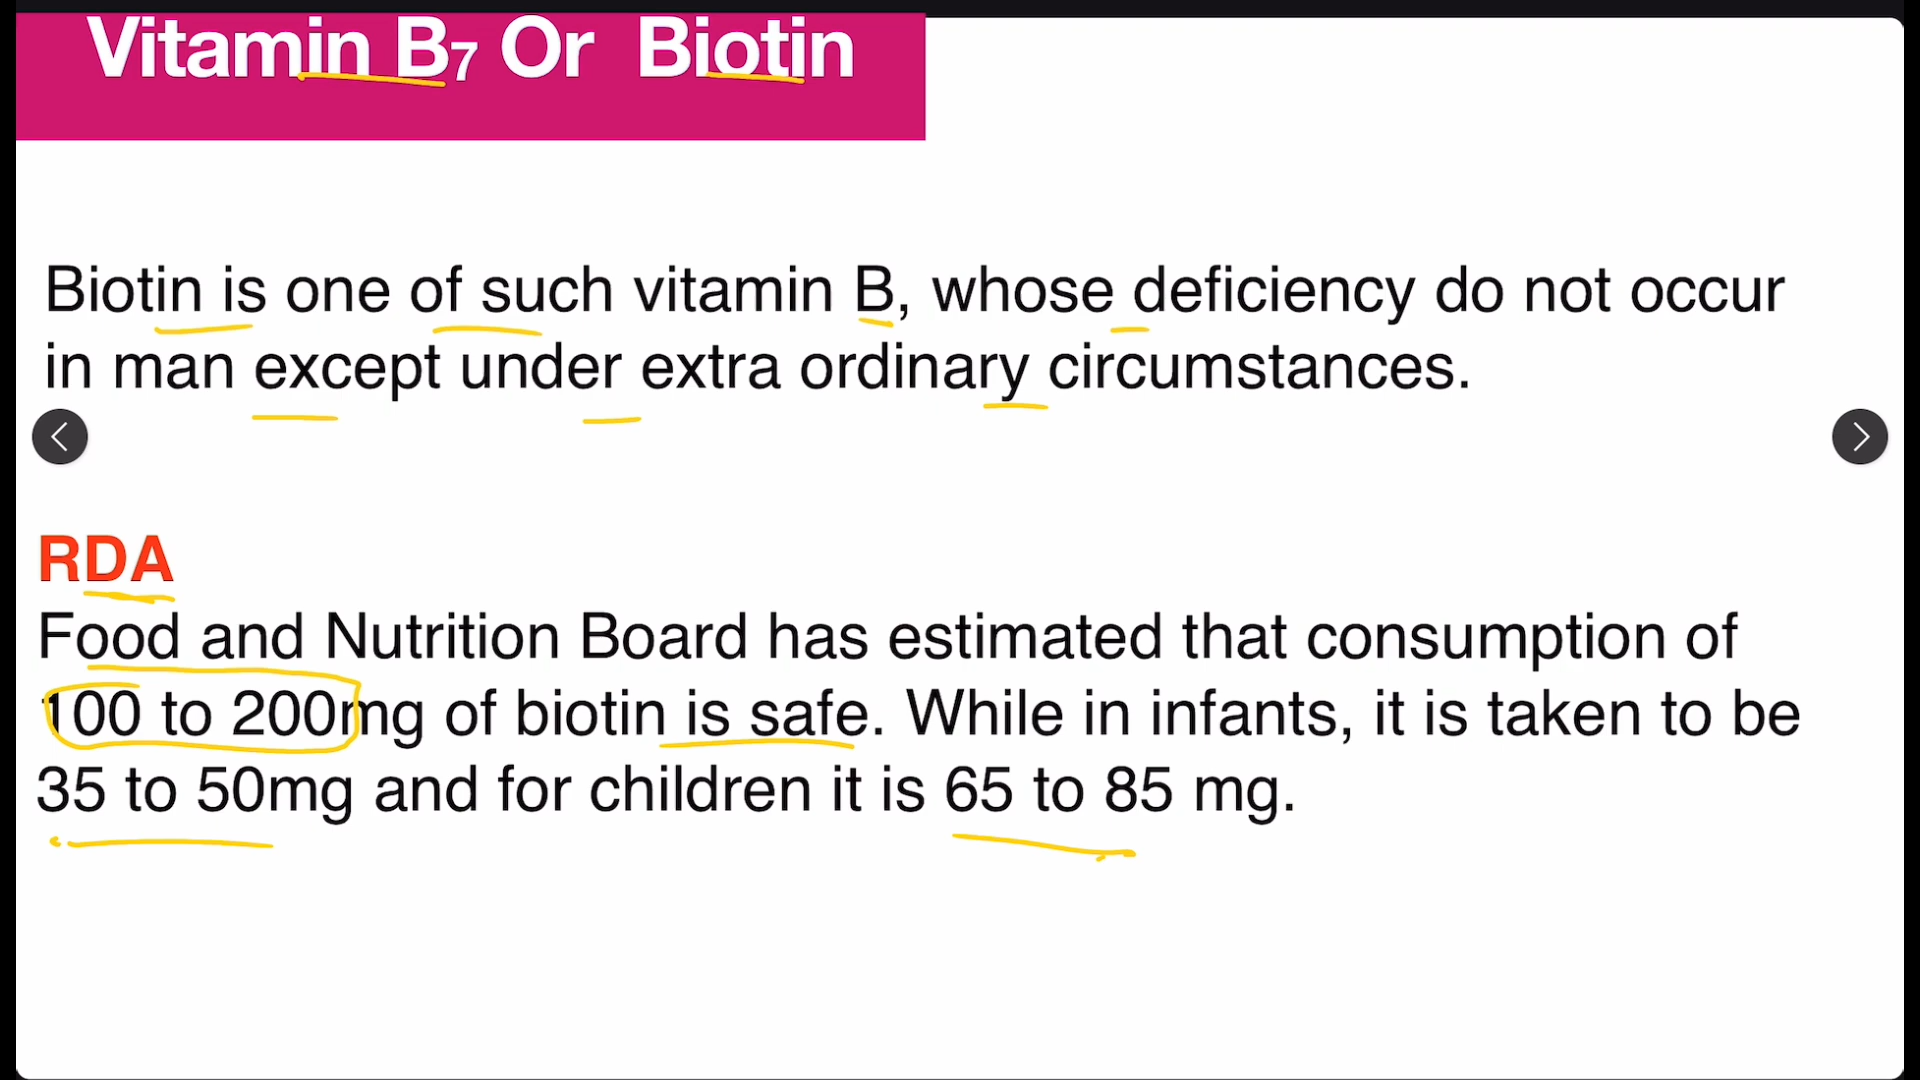 Vitamin B7 Or Biotin
Biotin is one of such vitamin B, whose deficiency do not occur
in man except under extra ordinary circumstances.
RDA
Food and Nutrition Board has estimated that consumption of
100 to 200mg of biotin is safe. While in infants, it is taken to be
35 to 50mg and for children it is 65 to 85 mg.